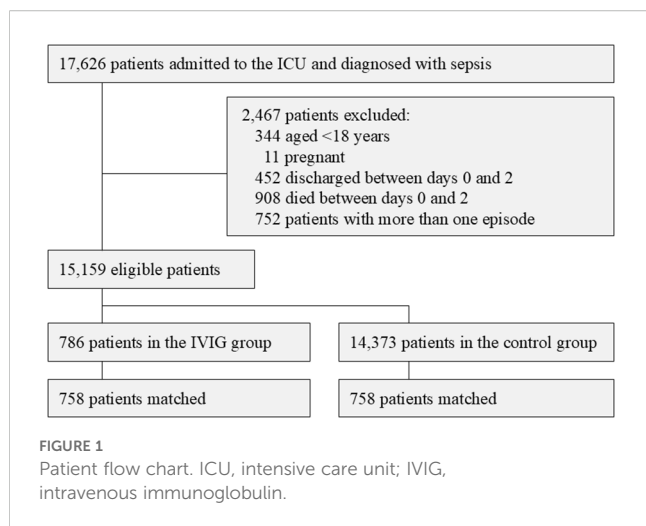 17,626 patients admitted to the ICU and diagnosed with sepsis
2,467 patients excluded:
344 aged <18 years
11 pregnant
452 discharged between days 0 and 2
908 died between days 0 and 2
752 patients with more than one episode
15,159 eligible patients
786 patients in the IVIG group
14,373 patients in the control group
758 patients matched
758 patients matched
FIGURE 1
Patient flow chart. ICU, intensive care unit; IVIG,
intravenous immunoglobulin.